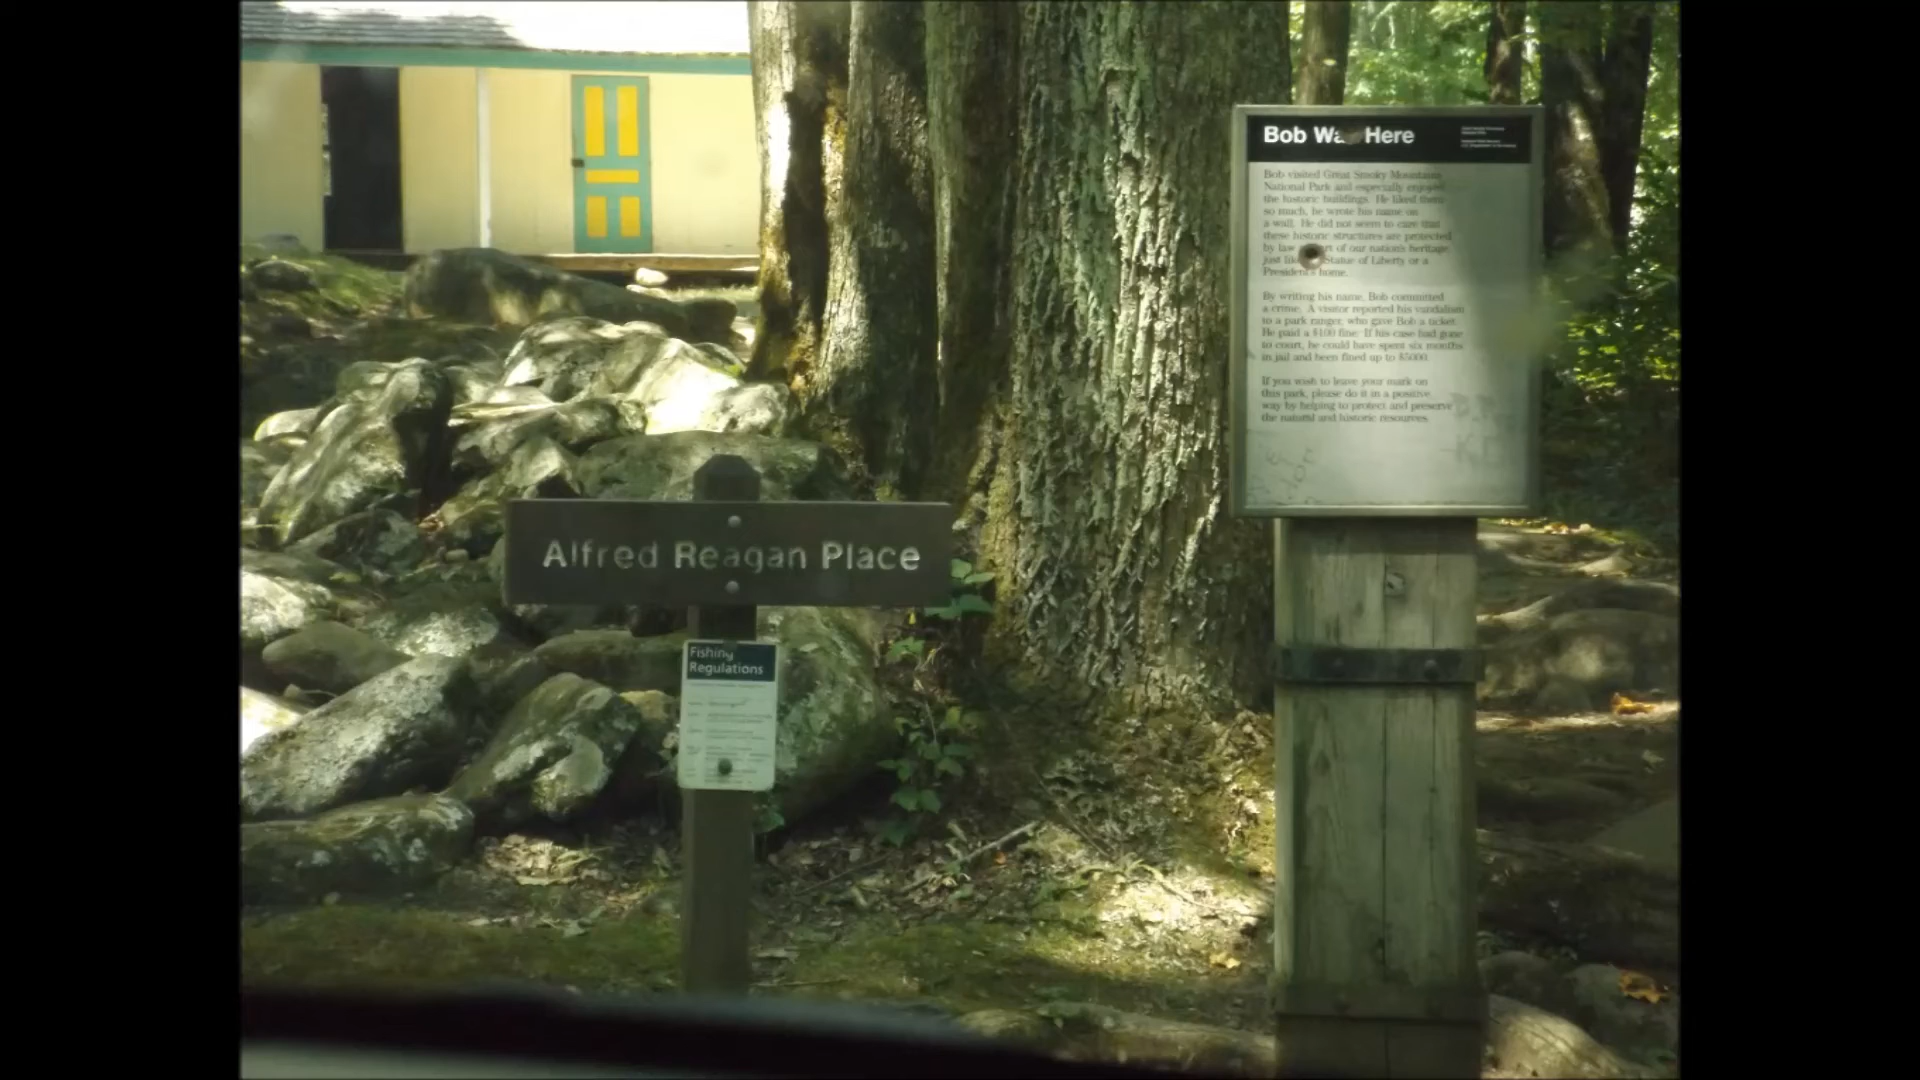 Bob Wa Here
Bob visited Great Smoky Mountains
National Park and especially enjoyed
the historic buildings. He liked them
so much, he wrote his name on
a wall. He did not seem to care that
these historic structures are protected
by law rt of our nation's heritage,
just lik Statue of Liberty or a
President's home.
By writing his name, Bob committed
a crime. A visitor reported his vandalism
to a park ranger, who gave Bob a ticket.
He paid a $100 fine. If his case had gone
to court, he could have spent six months
in jail and been fined up to $5000.
If you wish to leave your mark on
this park, please do it in a positive
way by helping to protect and preserve
the natural and historic resources.
Alfred Reagan Place
Fishing
Regulations